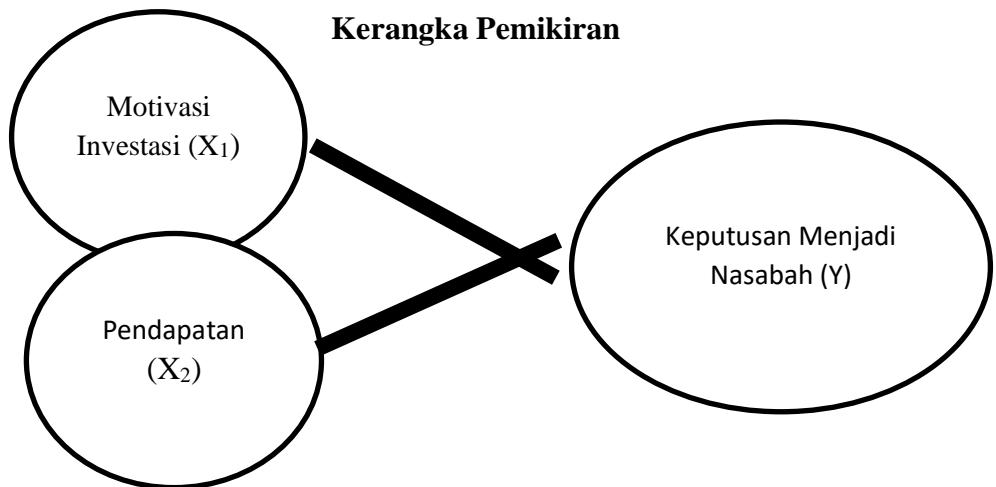 Kerangka Pemikiran
Motivasi
Investasi (X₁)
Keputusan Menjadi
Nasabah (Y)
Pendapatan
(X₂)